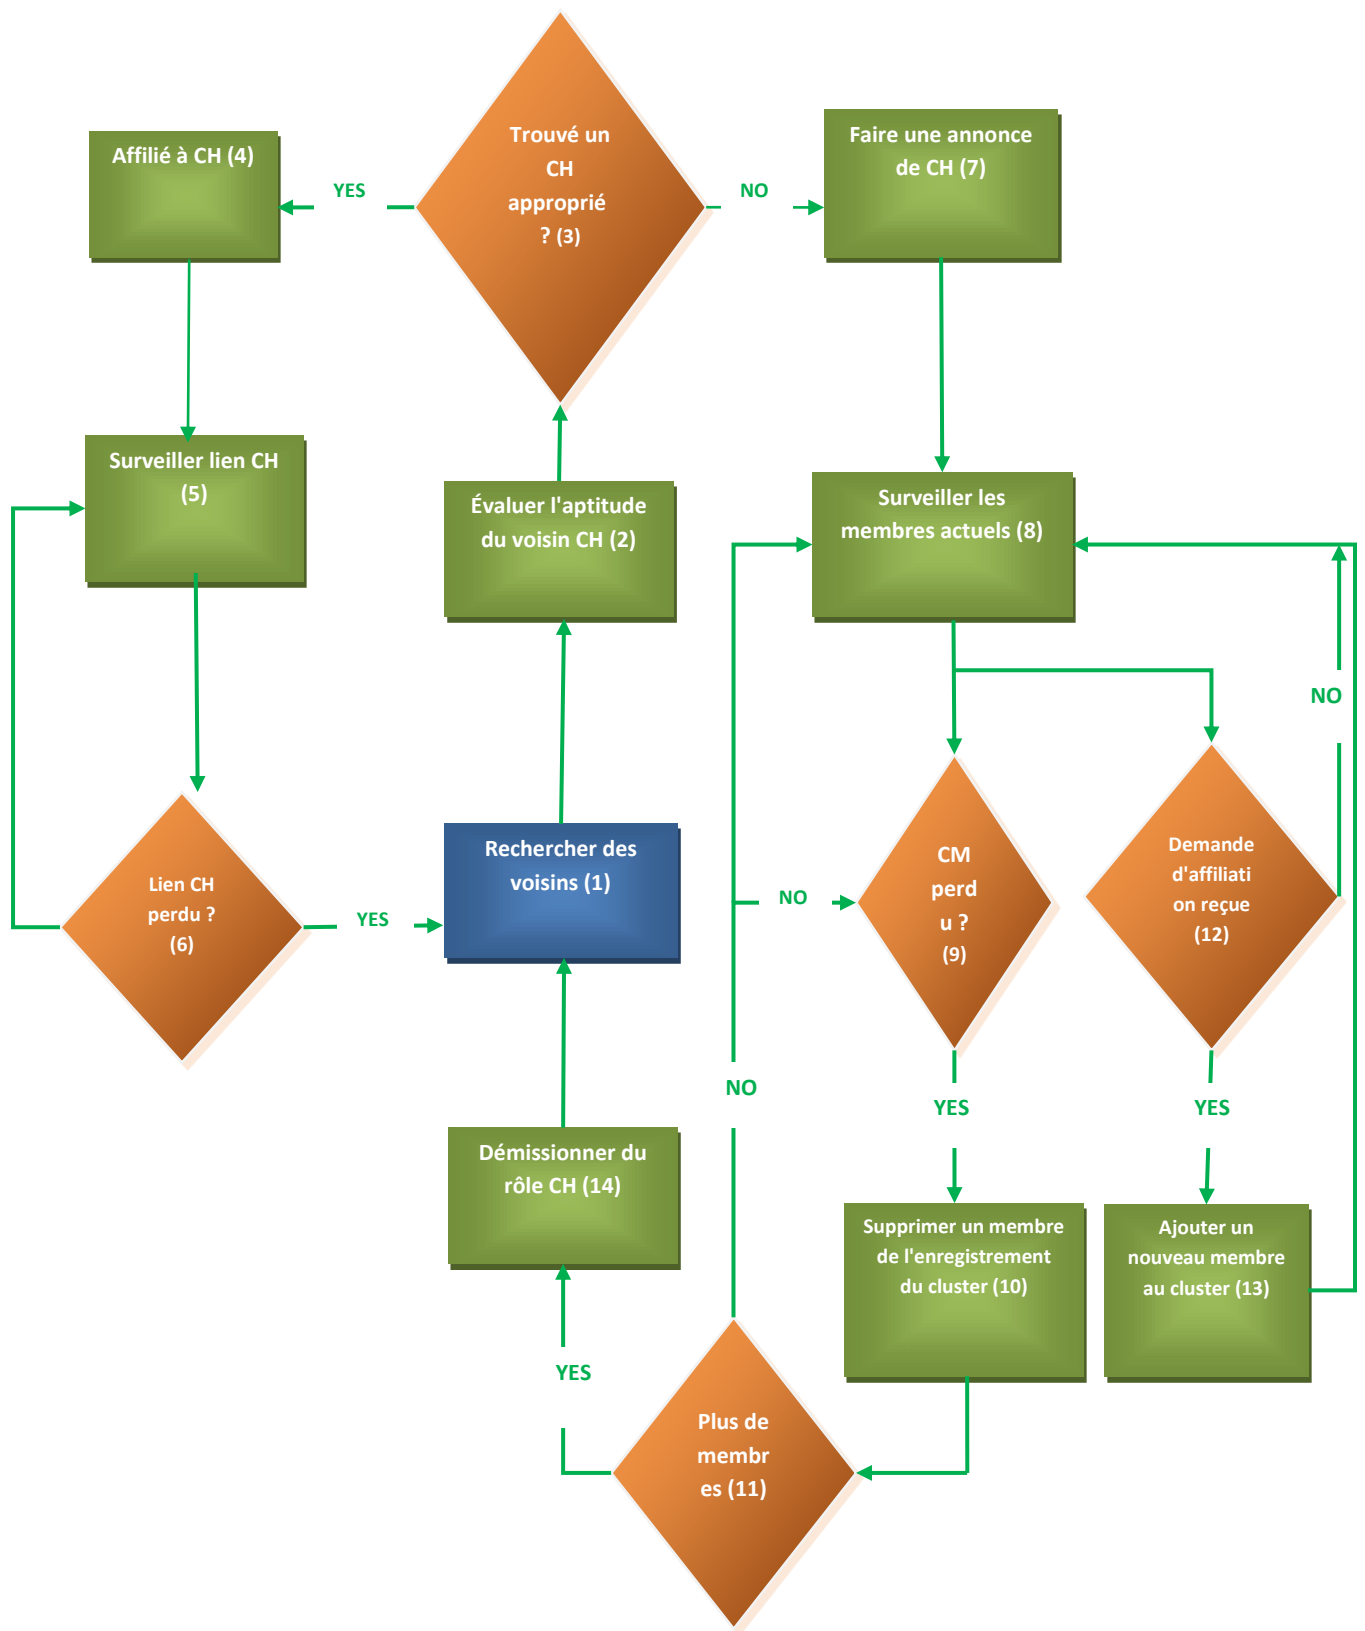 Trouvé un
CH
approprié
? (3)
Affilié à CH (4)
YES
NO
Faire une annonce
de CH (7)
Surveiller lien CH
(5)
Évaluer l'aptitude
du voisin CH (2)
Surveiller les
membres actuels (8)
NO
Lien CH
perdu ?
(6)
YES
Rechercher des
voisins (1)
NO
CM
perd
u ?
(9)
Demande
d'affiliati
on reçue
(12)
NO
YES
YES
Démissionner du
rôle CH (14)
Supprimer un membre
de l'enregistrement
du cluster (10)
Ajouter un
nouveau membre
au cluster (13)
YES
Plus de
membr
es (11)